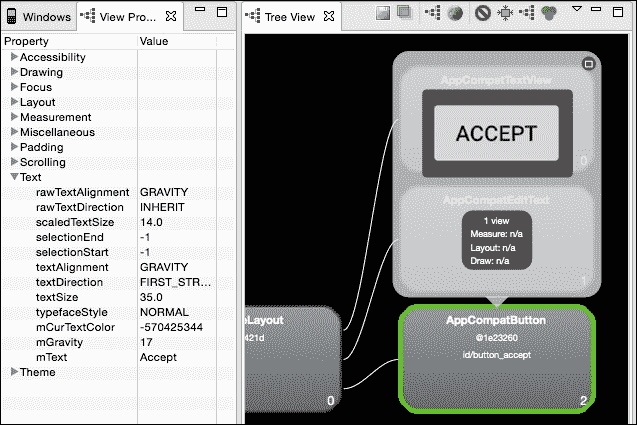 Windows
View Pro...
Property Value
Accessibility
Drawing
Focus
Layout
Measurement
Miscellaneous
Padding
Scrolling
Text
rawTextAlignment GRAVITY
rawTextDirection INHERIT
scaledTextSize 14.0
selectionEnd -1
selectionStart -1
textAlignment GRAVITY
textDirection FIRST_STR...
textSize 35.0
typefaceStyle NORMAL
mCurTextColor -570425344
mGravity 17
mText Accept
Theme
Tree View
AppCompatTextView
ACCEPT
0
AppCompatEditText
1 view
Measure: n/a
Layout: n/a
Draw: n/a
1
eLayout
421d
0
AppCompatButton
@1e23260
id/button_accept
2